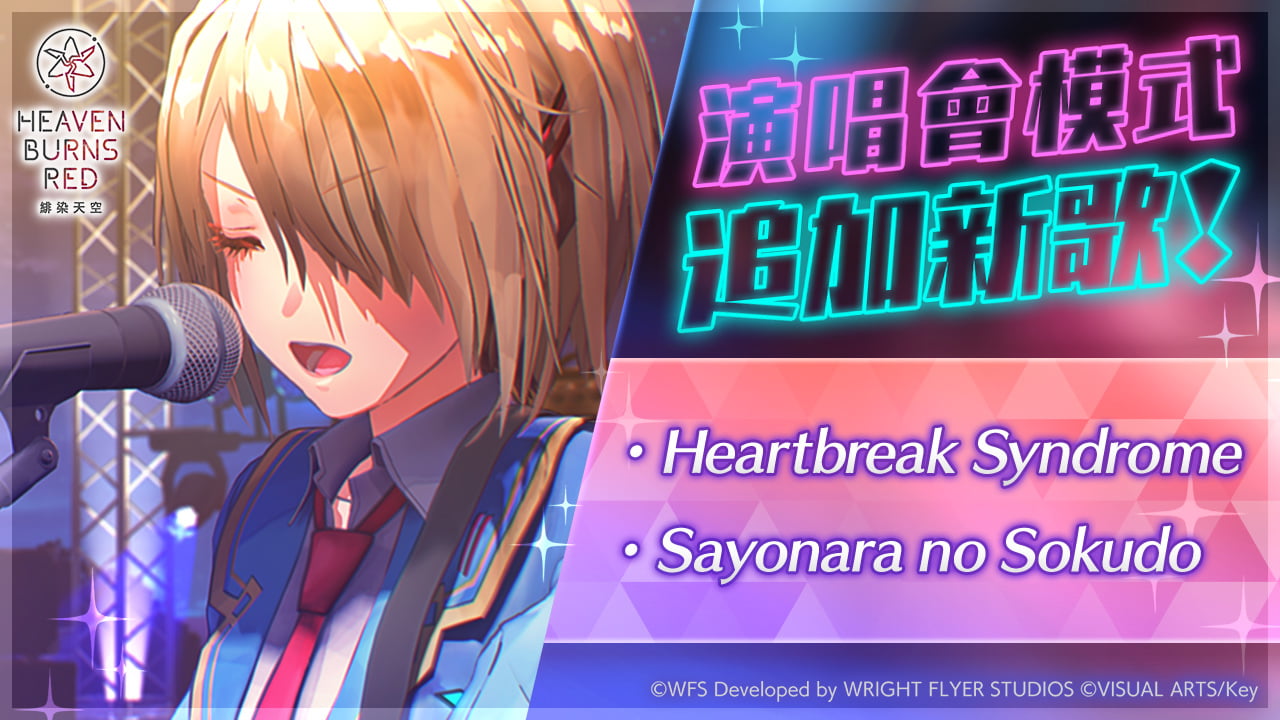 HEAVEN
BURNS
RED
緋染天空
演唱會模式
追加新歌!
・Heartbreak Syndrome
・Sayonara no Sokudo
©WFS Developed by WRIGHT FLYER STUDIOS ©VISUAL ARTS/Key